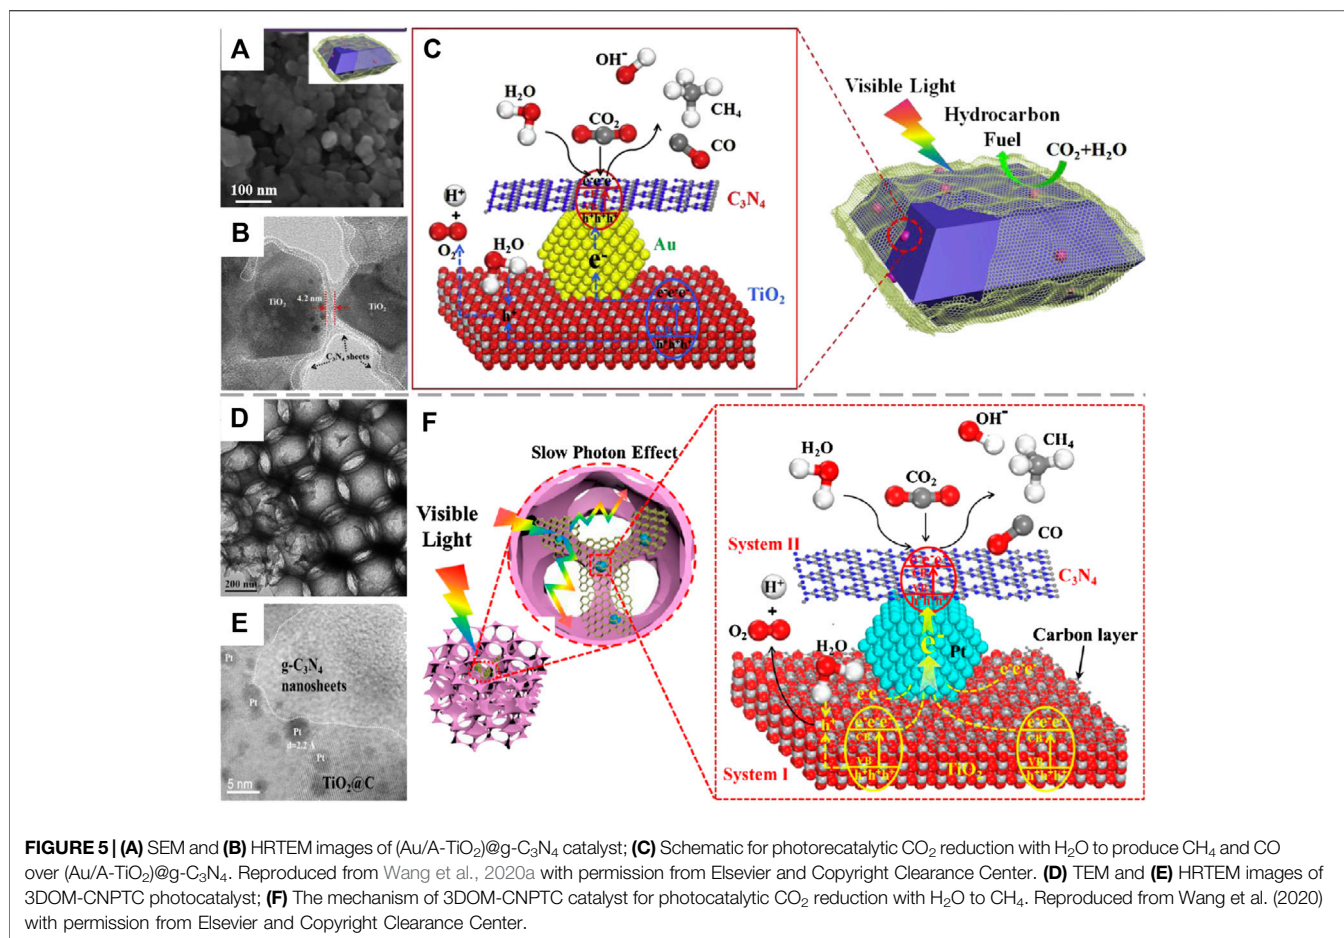 A
100 nm
B
TiO₂
4.2 nm
TiO₂
C₃N₄ sheets
C
OH⁻
H₂O
CO₂
CH₄
CO
H⁺
+
O₂
H₂O
e⁻e⁻e⁻
h⁺h⁺h⁺
C₃N₄
Au
e⁻
TiO₂
e⁻e⁻e⁻
h⁺
h⁺h⁺h⁺
Visible Light
Hydrocarbon
Fuel
CO₂+H₂O
D
200 nm
E
Pt
g-C₃N₄
nanosheets
Pt
Pt
d=2.2 Å
Pt
TiO₂@C
5 nm
F
Slow Photon Effect
Visible
Light
OH⁻
H₂O
CH₄
CO₂
CO
System II
e⁻e⁻e⁻
CB
VB
h⁺h⁺h⁺
C₃N₄
H⁺
+
O₂
H₂O
e⁻
Pt
Carbon layer
e⁻e⁻e⁻
e⁻e⁻
h⁺
e⁻e⁻e⁻
CB
VB
h⁺h⁺h⁺
e⁻e⁻e⁻
CB
VB
h⁺h⁺h⁺
System I
TiO₂
FIGURE 5 | (A) SEM and (B) HRTEM images of (Au/A-TiO₂)@g-C₃N₄ catalyst; (C) Schematic for photorecatalytic CO₂ reduction with H₂O to produce CH₄ and CO
over (Au/A-TiO₂)@g-C₃N₄. Reproduced from Wang et al., 2020a with permission from Elsevier and Copyright Clearance Center. (D) TEM and (E) HRTEM images of
3DOM-CNPTC photocatalyst; (F) The mechanism of 3DOM-CNPTC catalyst for photocatalytic CO₂ reduction with H₂O to CH₄. Reproduced from Wang et al. (2020)
with permission from Elsevier and Copyright Clearance Center.